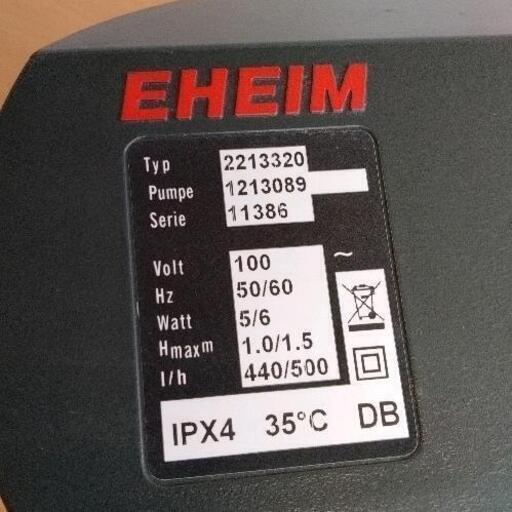 EHEIM
Typ 2213320
Pumpe 1213089
Serie 11386
Volt 100 ~
Hz 50/60
Watt 5/6
Hmaxm 1.0/1.5
l/h 440/500
IPX4 35°C DB